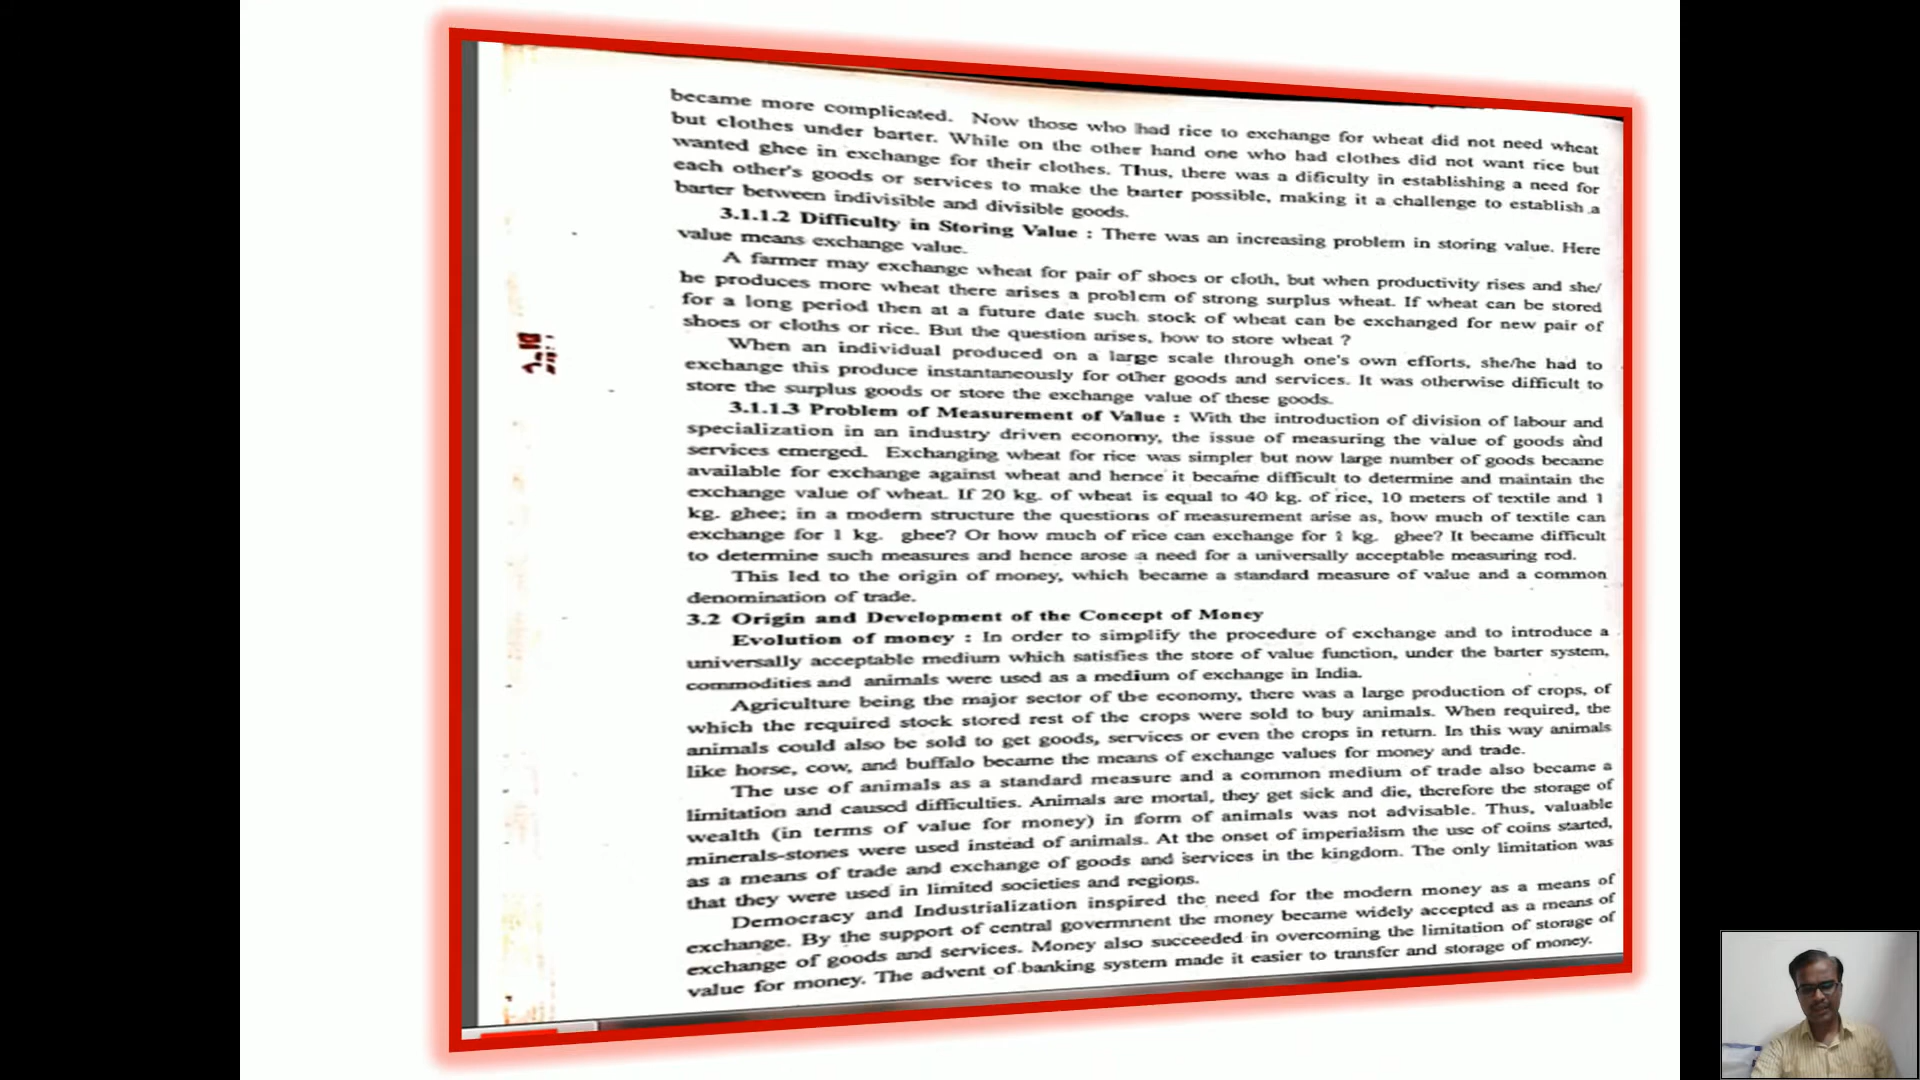 became more complicated. Now those who had rice to exchange for wheat did not need wheat
but clothes under barter. While on the other hand one who had clothes did not want rice but
wanted ghee in exchange for their clothes. Thus, there was a dificulty in establishing a need for
each other's goods or services to make the barter possible, making it a challenge to establish a
barter between indivisible and divisible goods.
3.1.1.2 Difficulty in Storing Value : There was an increasing problem in storing value. Here
value means exchange value.
A farmer may exchange wheat for pair of shoes or cloth, but when productivity rises and she/
he produces more wheat there arises a problem of strong surplus wheat. If wheat can be stored
for a long period then at a future date such stock of wheat can be exchanged for new pair of
shoes or cloths or rice. But the question arises, how to store wheat ?
When an individual produced on a large scale through one's own efforts, she/he had to
exchange this produce instantaneously for other goods and services. It was otherwise difficult to
store the surplus goods or store the exchange value of these goods.
3.1.1.3 Problem of Measurement of Value : With the introduction of division of labour and
specialization in an industry driven economy, the issue of measuring the value of goods and
services emerged. Exchanging wheat for rice was simpler but now large number of goods became
available for exchange against wheat and hence it became difficult to determine and maintain the
exchange value of wheat. If 20 kg. of wheat is equal to 40 kg. of rice, 10 meters of textile and 1
kg. ghee; in a modern structure the questions of measurement arise as, how much of textile can
exchange for 1 kg. ghee? Or how much of rice can exchange for 1 kg. ghee? It became difficult
to determine such measures and hence arose a need for a universally acceptable measuring rod.
This led to the origin of money, which became a standard measure of value and a common
denomination of trade.
3.2 Origin and Development of the Concept of Money
Evolution of money : In order to simplify the procedure of exchange and to introduce a
universally acceptable medium which satisfies the store of value function, under the barter system,
commodities and animals were used as a medium of exchange in India.
Agriculture being the major sector of the economy, there was a large production of crops, of
which the required stock stored rest of the crops were sold to buy animals. When required, the
animals could also be sold to get goods, services or even the crops in return. In this way animals
like horse, cow, and buffalo became the means of exchange values for money and trade.
The use of animals as a standard measure and a common medium of trade also became a
limitation and caused difficulties. Animals are mortal, they get sick and die, therefore the storage of
wealth (in terms of value for money) in form of animals was not advisable. Thus, valuable
minerals-stones were used instead of animals. At the onset of imperialism the use of coins started,
as a means of trade and exchange of goods and services in the kingdom. The only limitation was
that they were used in limited societies and regions.
Democracy and Industrialization inspired the need for the modern money as a means of
exchange. By the support of central government the money became widely accepted as a means of
exchange of goods and services. Money also succeeded in overcoming the limitation of storage of
value for money. The advent of banking system made it easier to transfer and storage of money.